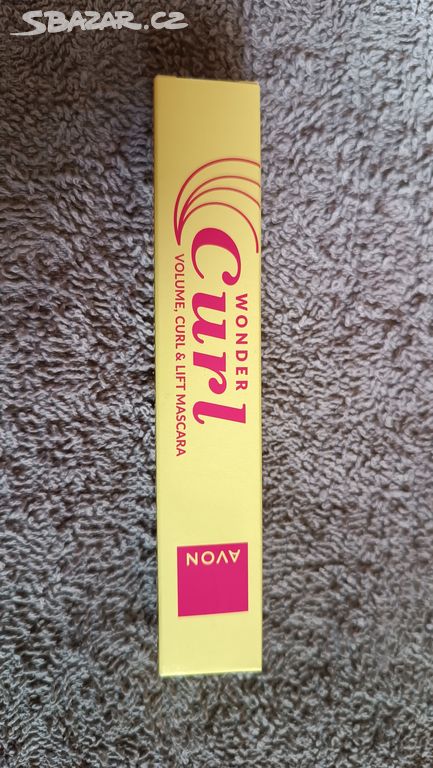 SBAZAR.CZ
WONDER
Curl
VOLUME, CURL & LIFT MASCARA
AVON